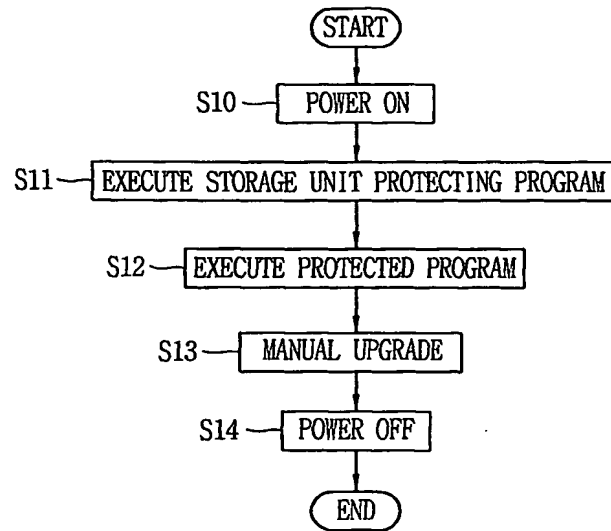 START
S10 POWER ON
S11 EXECUTE STORAGE UNIT PROTECTING PROGRAM
S12 EXECUTE PROTECTED PROGRAM
S13 MANUAL UPGRADE
S14 POWER OFF
END